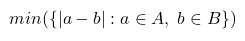 min({|a − b| : a ∈ A, b ∈ B})